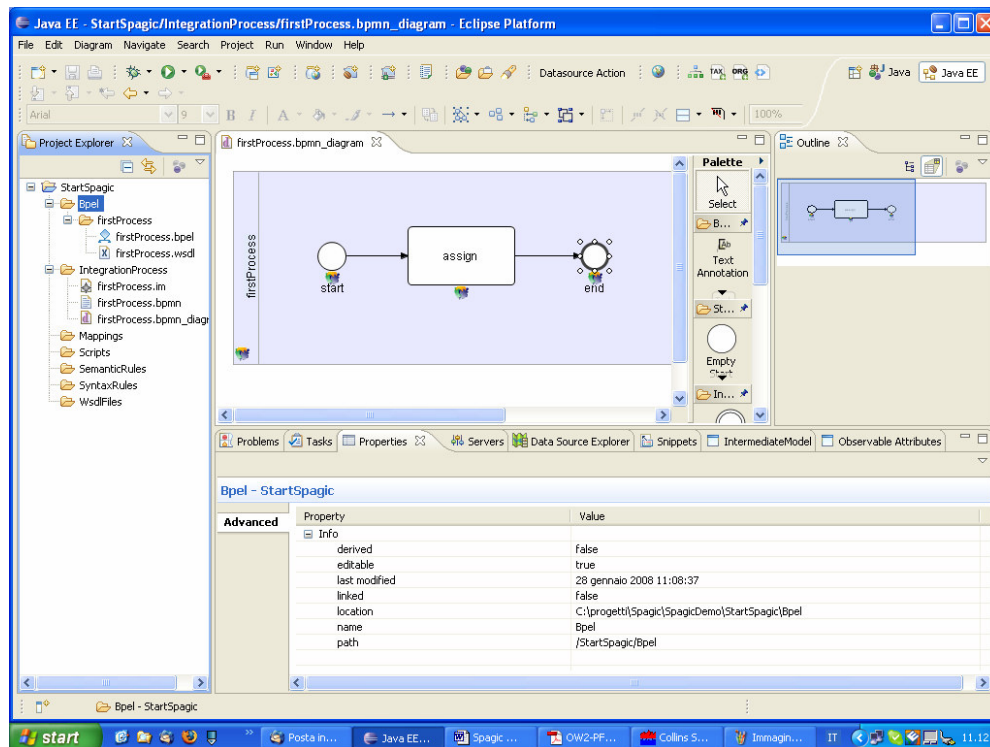 Java EE - StartSpagic/IntegrationProcess/firstProcess.bpmn_diagram - Eclipse Platform
File Edit Diagram Navigate Search Project Run Window Help
Datasource Action
TAX
ORG
Java
Java EE
Arial
9
B I A
100%
Project Explorer
firstProcess.bpmn_diagram
Outline
StartSpagic
Bpel
firstProcess
firstProcess.bpel
firstProcess.wsdl
IntegrationProcess
firstProcess.im
firstProcess.bpmn
firstProcess.bpmn_diagr
Mappings
Scripts
SemanticRules
SyntaxRules
WsdlFiles
firstProcess
start
assign
end
Palette
Select
B...
Text
Annotation
St...
Empty
In...
Problems Tasks Properties Servers Data Source Explorer Snippets IntermediateModel Observable Attributes
Bpel - StartSpagic
Advanced
Property Value
Info
derived false
editable true
last modified 28 gennaio 2008 11:08:37
linked false
location C:\progetti\Spagic\SpagicDemo\StartSpagic\Bpel
name Bpel
path /StartSpagic/Bpel
Bpel - StartSpagic
start
Posta in...
Java EE...
Spagic ...
OW2-PF...
Collins S...
Immagin...
IT
11.12